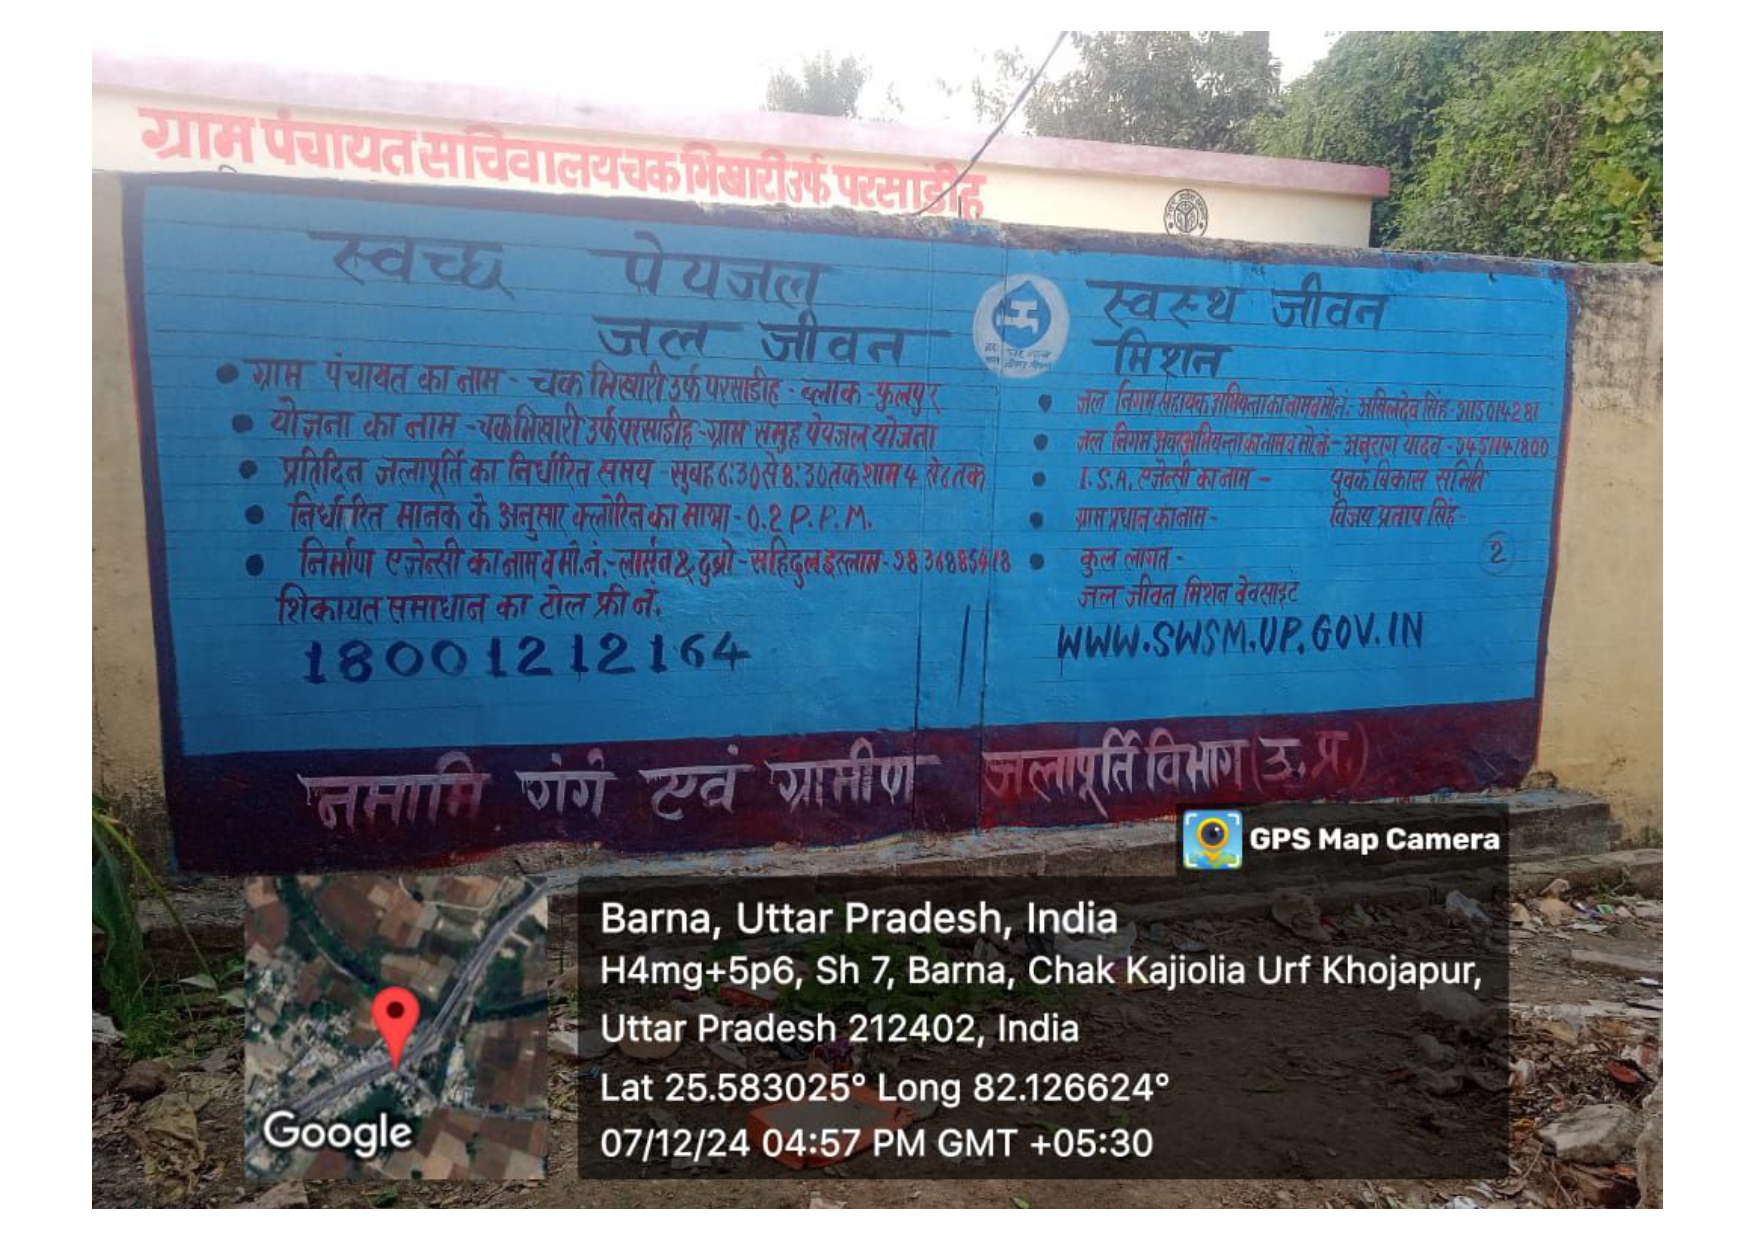 ग्राम पंचायत सचिवालय चक भिखारी उर्फ परसाडीह
स्वच्छ पेयजल स्वस्थ जीवन
जल जीवन मिशन
ग्राम पंचायत का नाम - चक भिखारी उर्फ परसाडीह - ब्लाक - फुलपुर
योजना का नाम - चक भिखारी उर्फ परसाडीह - ग्राम समुह पेयजल योजना
प्रतिदिन जलापूर्ति का निर्धारित समय - सुबह 6:30 से 8:30 तक शाम 4 से 6 तक
निर्धारित मानक के अनुसार क्लोरिन का मात्रा - 0.2 P.P.M.
निर्माण एजेन्सी का नाम व मो.नं. - लार्सन & टुब्रो - सहिदुल इस्लाम -
शिकायत समाधान का टोल फ्री नं.
18001212164
जल निगम सहायक अभियन्ता का नाम व मो.नं. सिंह -
जल निगम अवर अभियन्ता का नाम व मो.नं. - अनुराग यादव -
I.S.A. एजेन्सी का नाम - युवक विकास समिति
ग्राम प्रधान का नाम - विजय प्रताप सिंह -
कुल लागत - 2
जल जीवन मिशन वेवसाइट
WWW.SWSM.UP.GOV.IN
नमामि गंगे एवं ग्रामीण जलापूर्ति विभाग (उ.प्र.)
GPS Map Camera
Barna, Uttar Pradesh, India
H4mg+5p6, Sh 7, Barna, Chak Kajiolia Urf Khojapur,
Uttar Pradesh 212402, India
Lat 25.583025° Long 82.126624°
07/12/24 04:57 PM GMT +05:30
Google